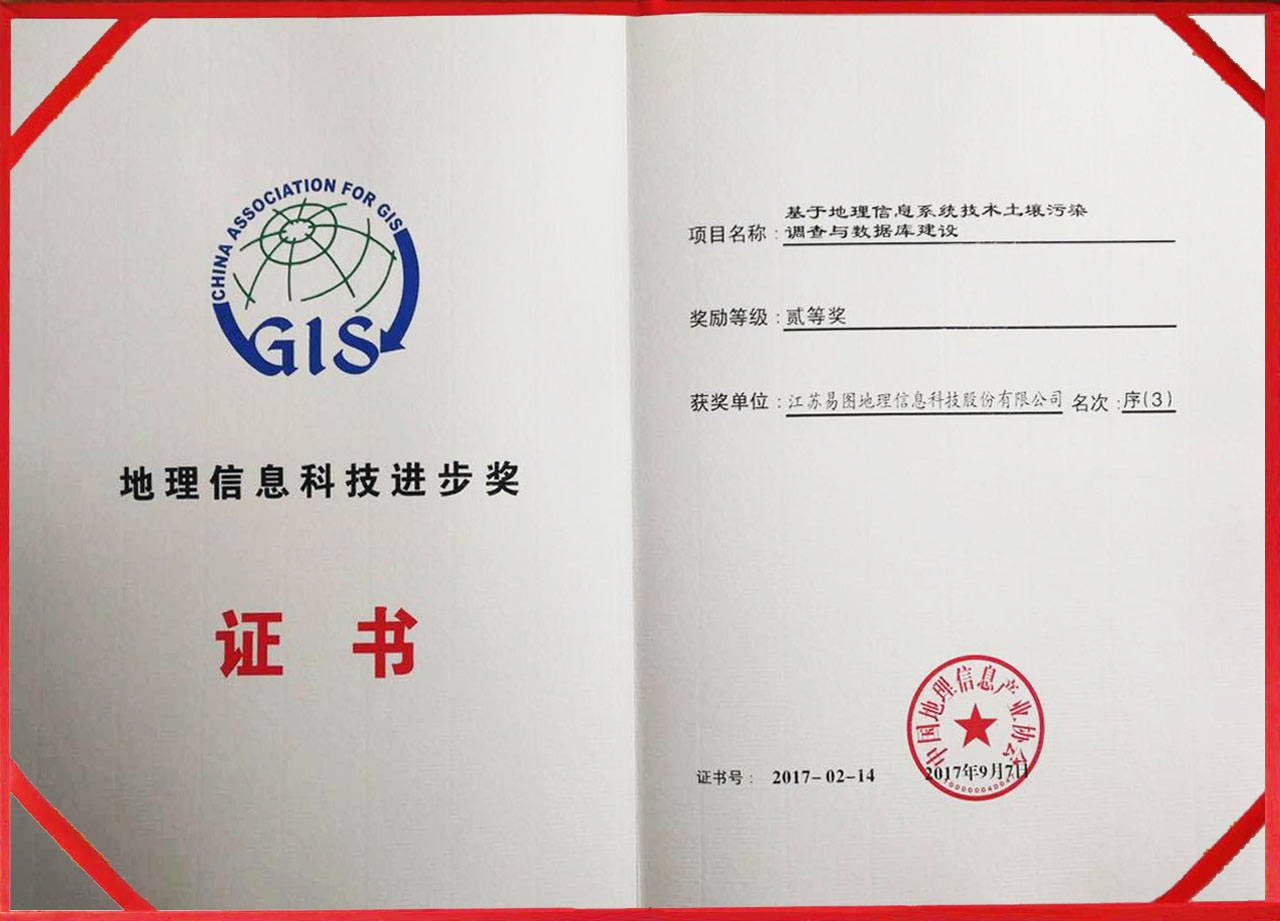 CHINA ASSOCIATION FOR GIS
GIS
地理信息科技进步奖
证书
项目名称：基于地理信息系统技术土壤污染
调查与数据库建设
奖励等级：贰等奖
获奖单位：江苏易图地理信息科技股份有限公司 名次：序(3)
中国地理信息产业协会
证书号：2017-02-14
2017年9月7日